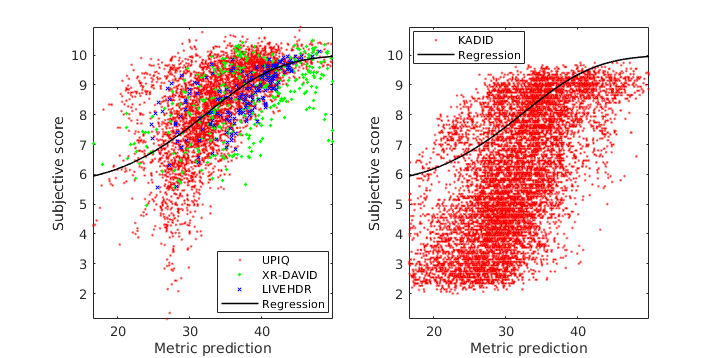 10
9
8
7
6
5
4
3
2
Subjective score
20
30
40
Metric prediction
UPIQ
XR-DAVID
LIVEHDR
Regression
10
9
8
7
6
5
4
3
2
Subjective score
20
30
40
Metric prediction
KADID
Regression